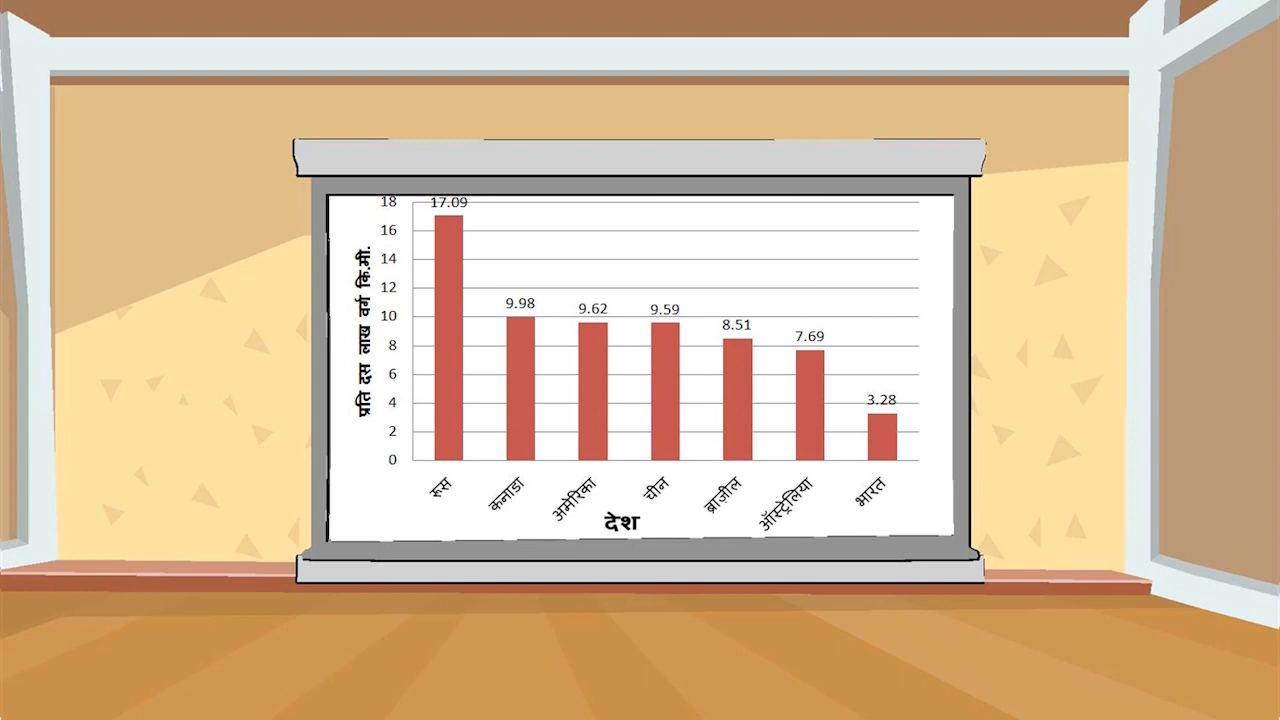 प्रति दस लाख वर्ग कि.मी.
18
16
14
12
10
8
6
4
2
0
17.09
9.98
9.62
9.59
8.51
7.69
3.28
रूस
कनाडा
अमेरिका
चीन
ब्राज़ील
ऑस्ट्रेलिया
भारत
देश